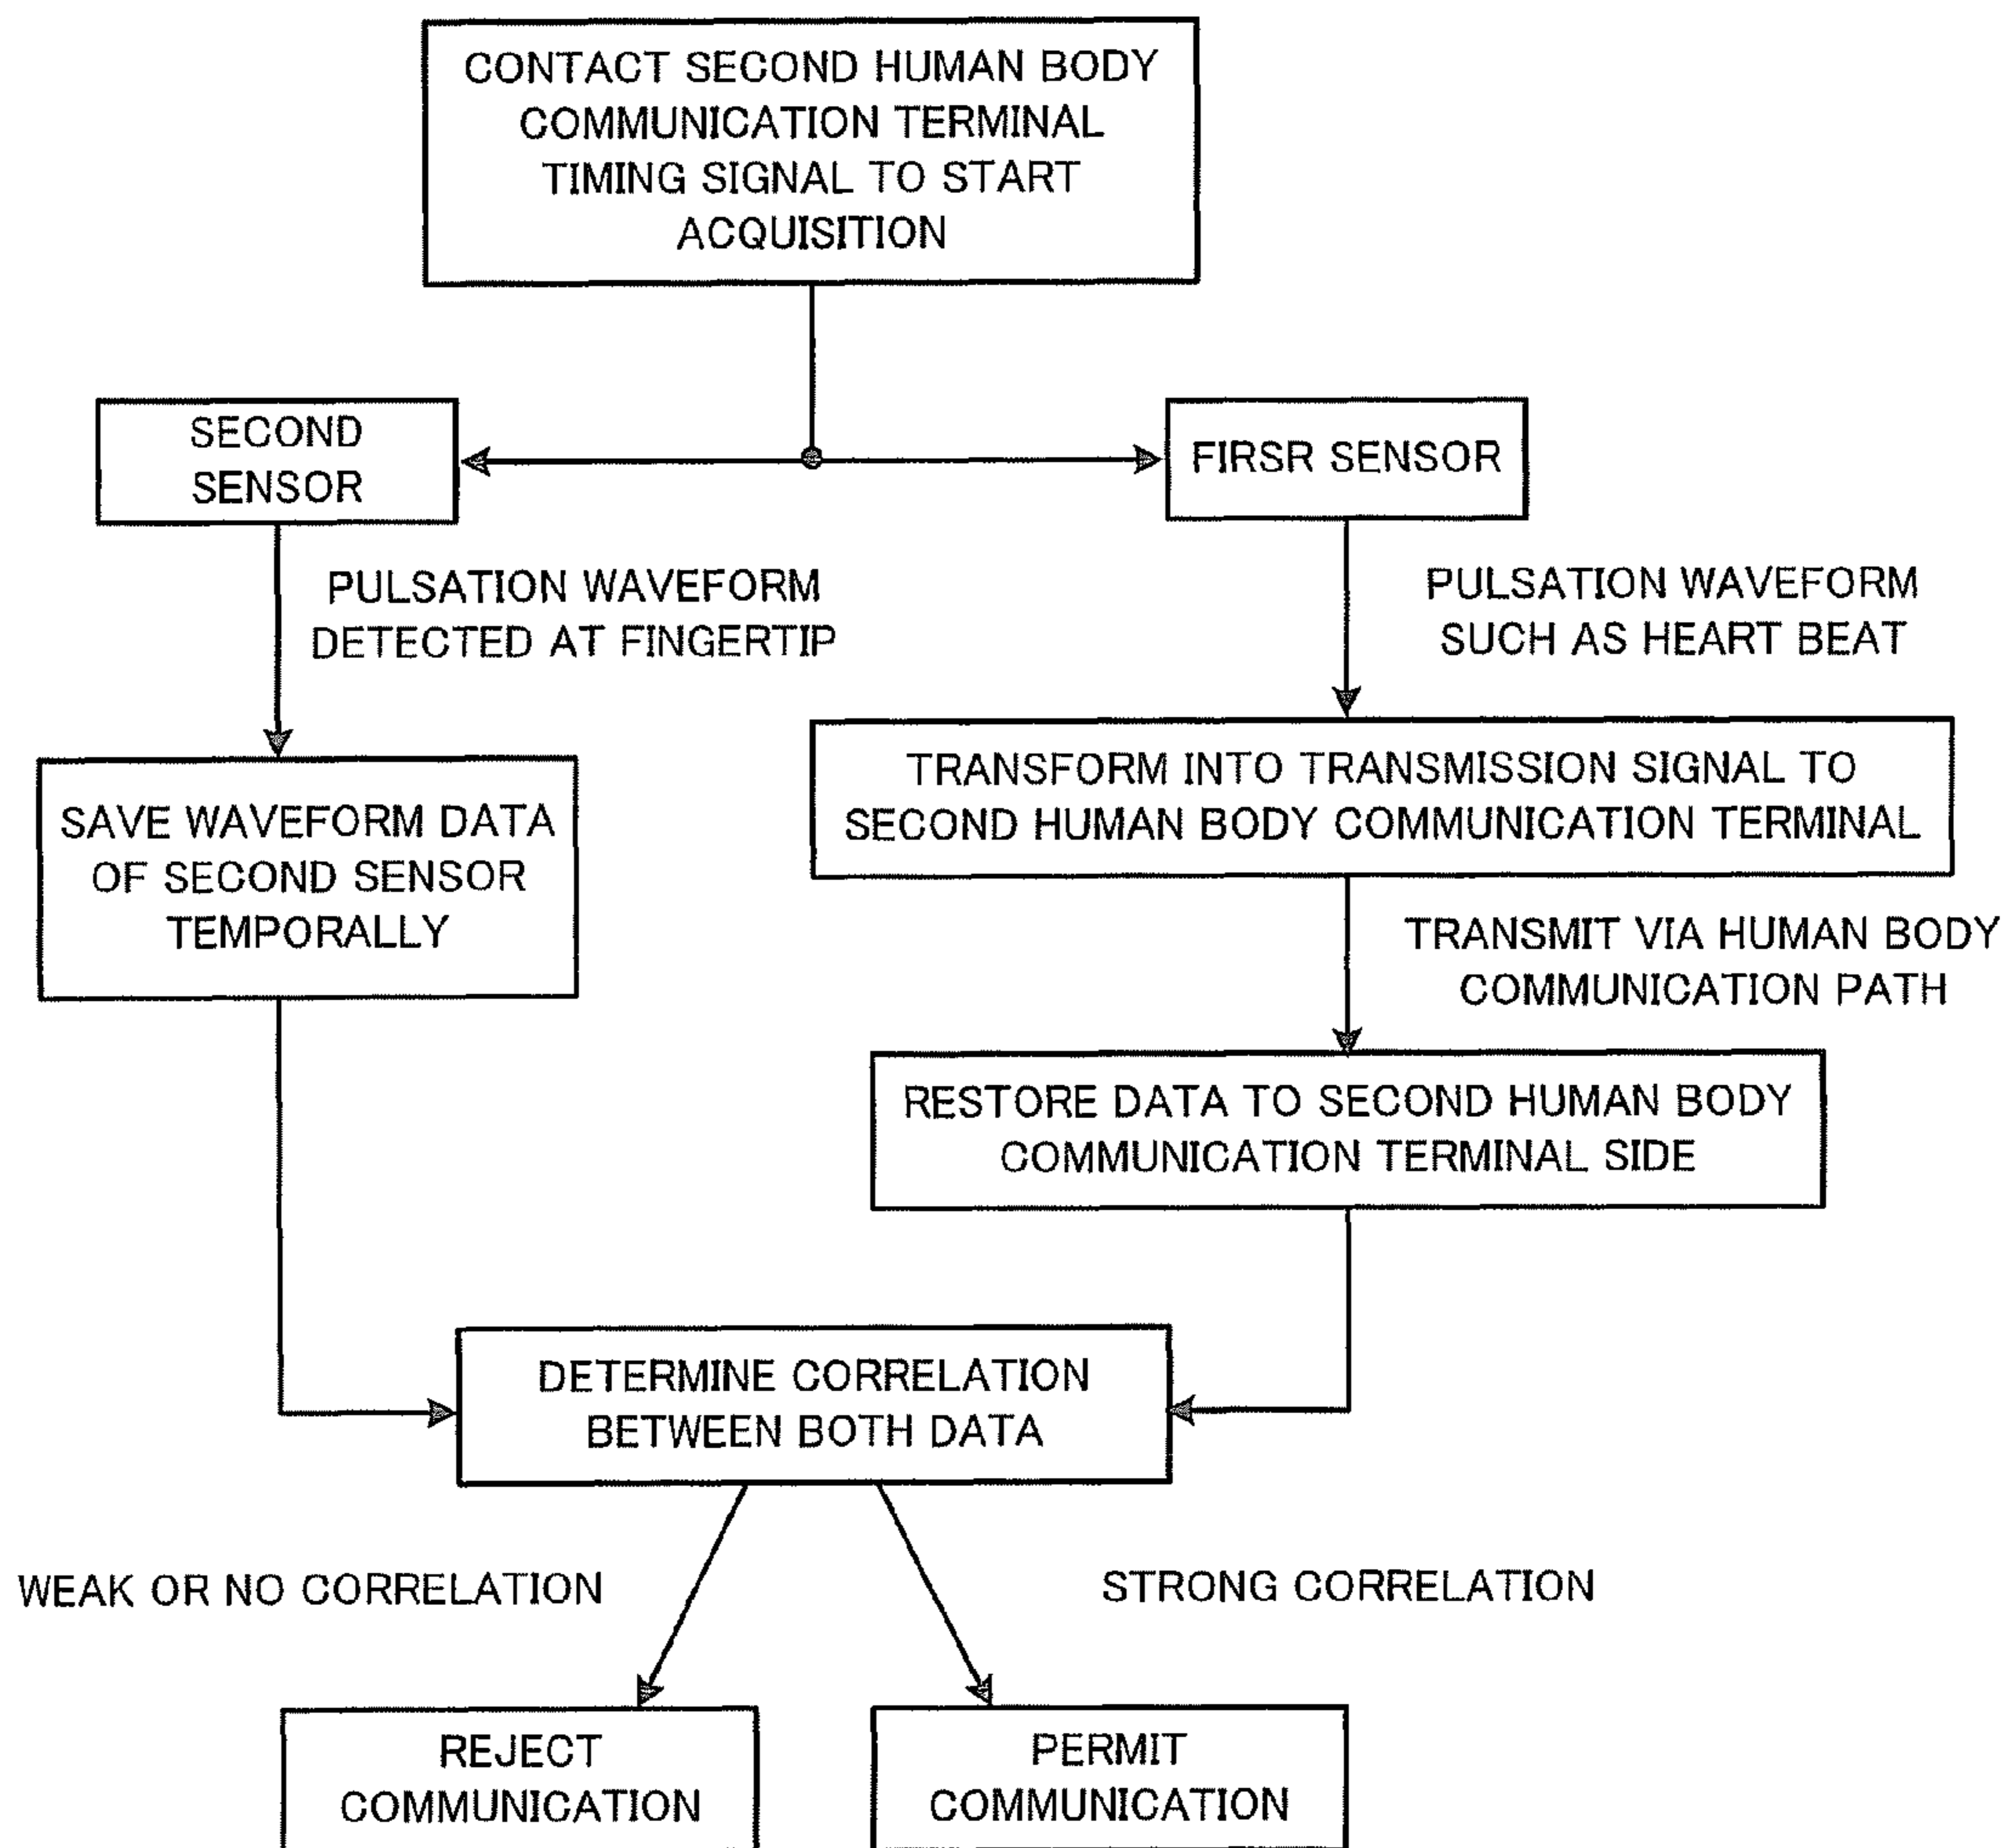 CONTACT SECOND HUMAN BODY
COMMUNICATION TERMINAL
TIMING SIGNAL TO START
ACQUISITION
SECOND
SENSOR
FIRSR SENSOR
PULSATION WAVEFORM
DETECTED AT FINGERTIP
PULSATION WAVEFORM
SUCH AS HEART BEAT
SAVE WAVEFORM DATA
OF SECOND SENSOR
TEMPORALLY
TRANSFORM INTO TRANSMISSION SIGNAL TO
SECOND HUMAN BODY COMMUNICATION TERMINAL
TRANSMIT VIA HUMAN BODY
COMMUNICATION PATH
RESTORE DATA TO SECOND HUMAN BODY
COMMUNICATION TERMINAL SIDE
DETERMINE CORRELATION
BETWEEN BOTH DATA
WEAK OR NO CORRELATION
STRONG CORRELATION
REJECT
COMMUNICATION
PERMIT
COMMUNICATION